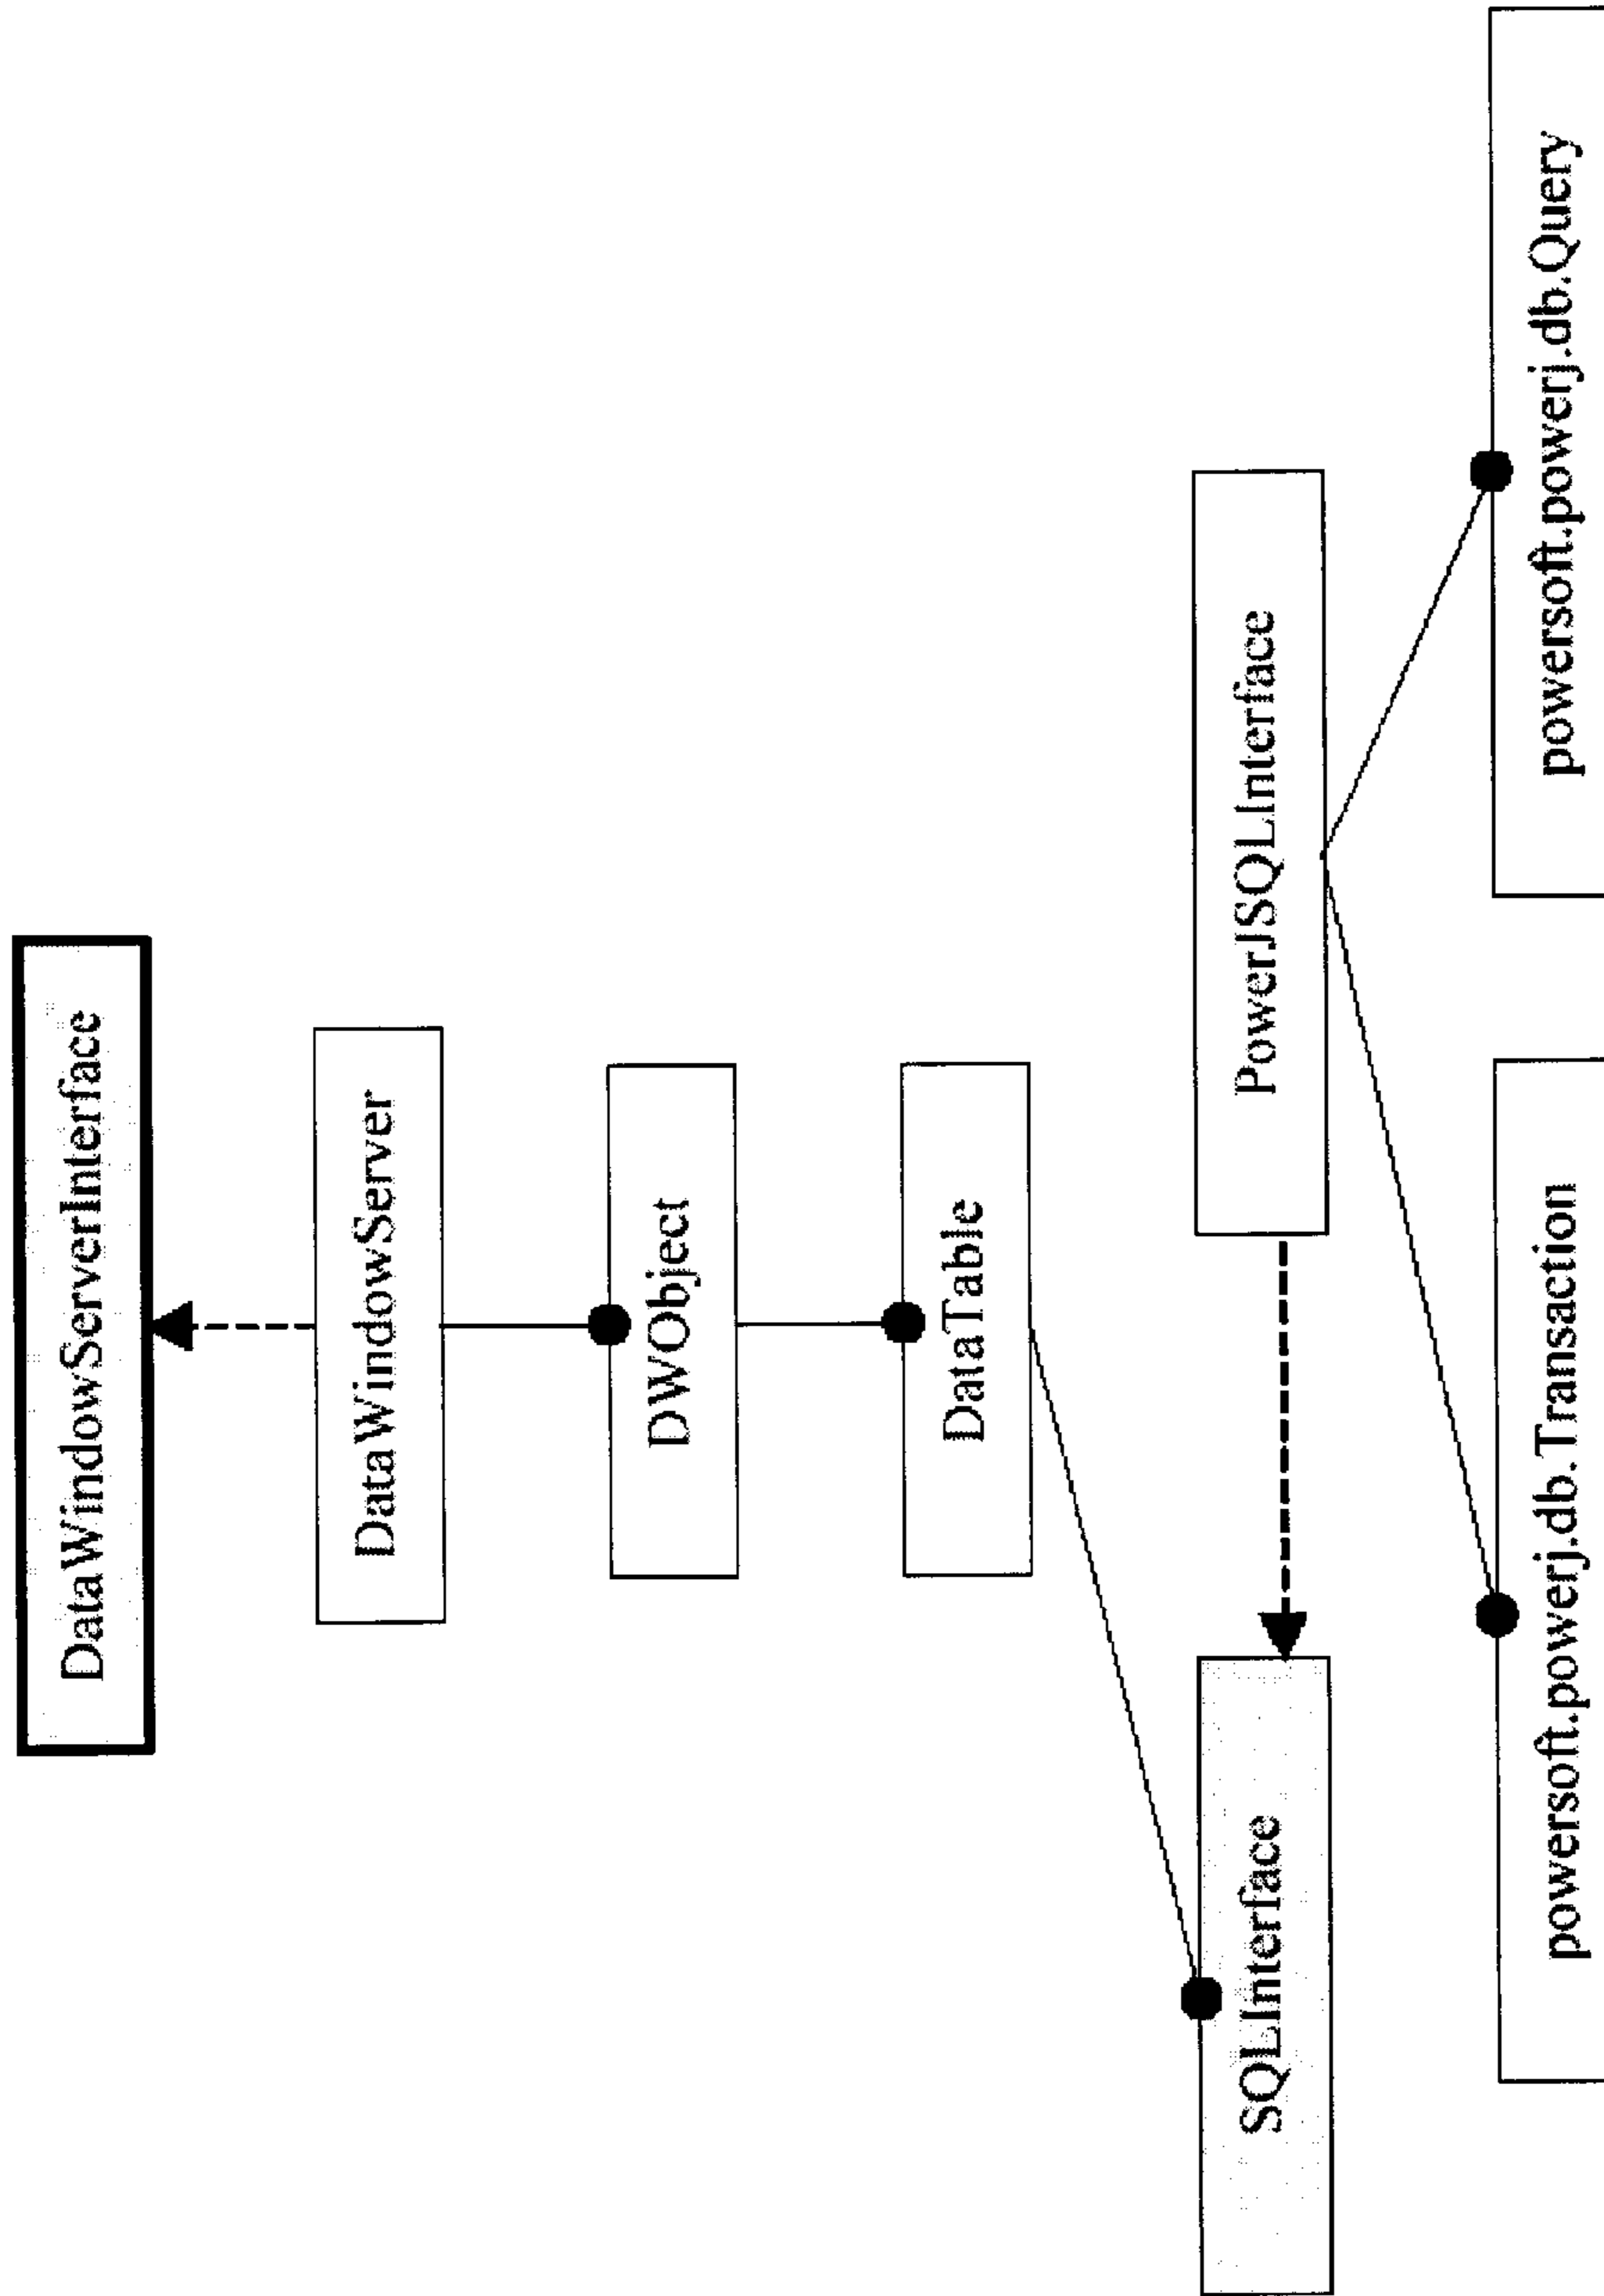 DataWindowServerInterface
DataWindowServer
DWObject
DataTable
SQLInterface
PowerJSQLInterface
powersoft.powerj.db.Transaction
powersoft.powerj.db.Query